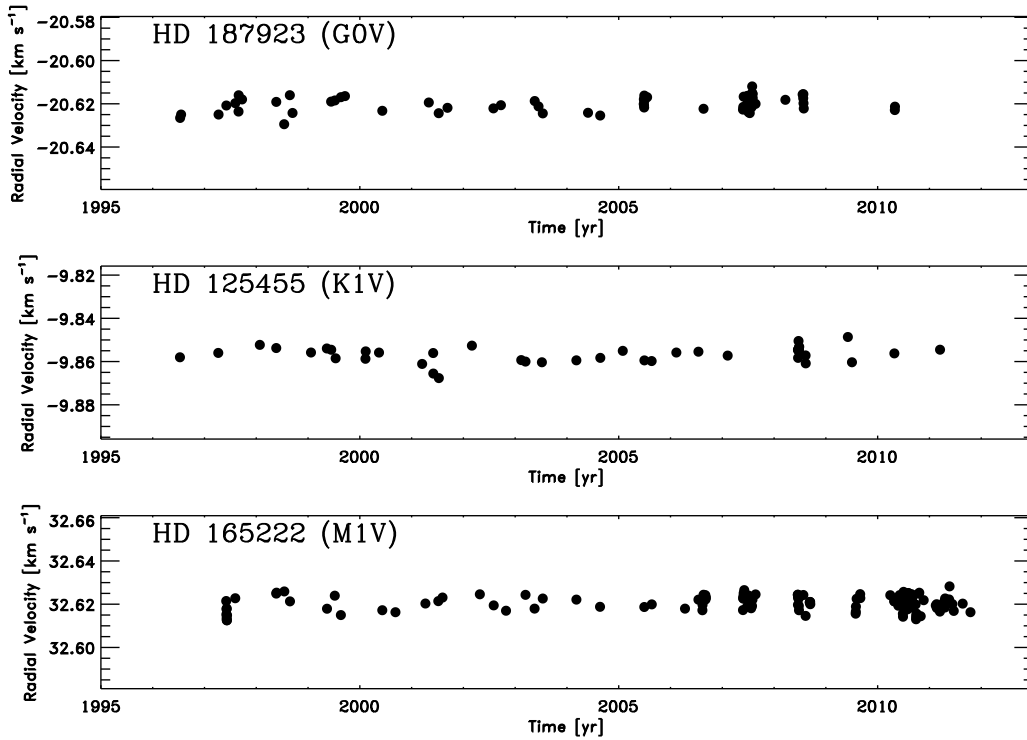 HD 187923 (G0V)
Radial Velocity [km s⁻¹]
-20.58
-20.60
-20.62
-20.64
1995
2000
2005
2010
Time [yr]
HD 125455 (K1V)
Radial Velocity [km s⁻¹]
-9.82
-9.84
-9.86
-9.88
1995
2000
2005
2010
Time [yr]
HD 165222 (M1V)
Radial Velocity [km s⁻¹]
32.66
32.64
32.62
32.60
1995
2000
2005
2010
Time [yr]